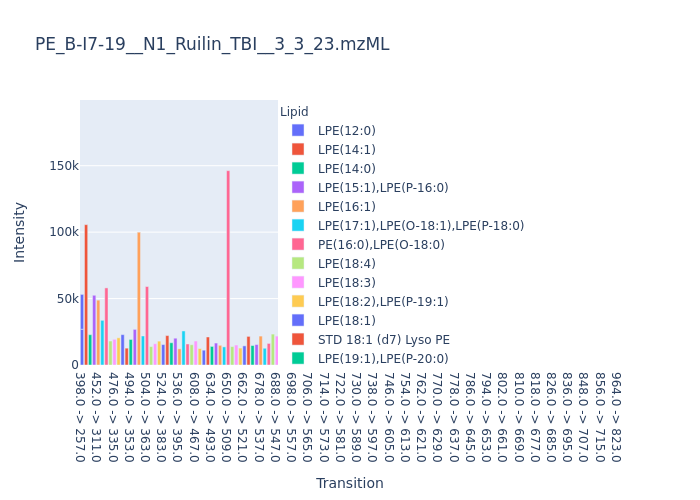 PE_B-I7-19__N1_Ruilin_TBI__3_3_23.mzML
Lipid
LPE(12:0)
LPE(14:1)
LPE(14:0)
LPE(15:1),LPE(P-16:0)
LPE(16:1)
LPE(17:1),LPE(O-18:1),LPE(P-18:0)
PE(16:0),LPE(O-18:0)
LPE(18:4)
LPE(18:3)
LPE(18:2),LPE(P-19:1)
LPE(18:1)
STD 18:1 (d7) Lyso PE
LPE(19:1),LPE(P-20:0)
Intensity
150k
100k
50k
0
398.0 -> 257.0
452.0 -> 311.0
476.0 -> 335.0
494.0 -> 353.0
504.0 -> 363.0
524.0 -> 383.0
536.0 -> 395.0
608.0 -> 467.0
634.0 -> 493.0
650.0 -> 509.0
662.0 -> 521.0
678.0 -> 537.0
688.0 -> 547.0
698.0 -> 557.0
706.0 -> 565.0
714.0 -> 573.0
722.0 -> 581.0
730.0 -> 589.0
738.0 -> 597.0
746.0 -> 605.0
754.0 -> 613.0
762.0 -> 621.0
770.0 -> 629.0
778.0 -> 637.0
786.0 -> 645.0
794.0 -> 653.0
802.0 -> 661.0
810.0 -> 669.0
818.0 -> 677.0
826.0 -> 685.0
836.0 -> 695.0
848.0 -> 707.0
856.0 -> 715.0
964.0 -> 823.0
Transition